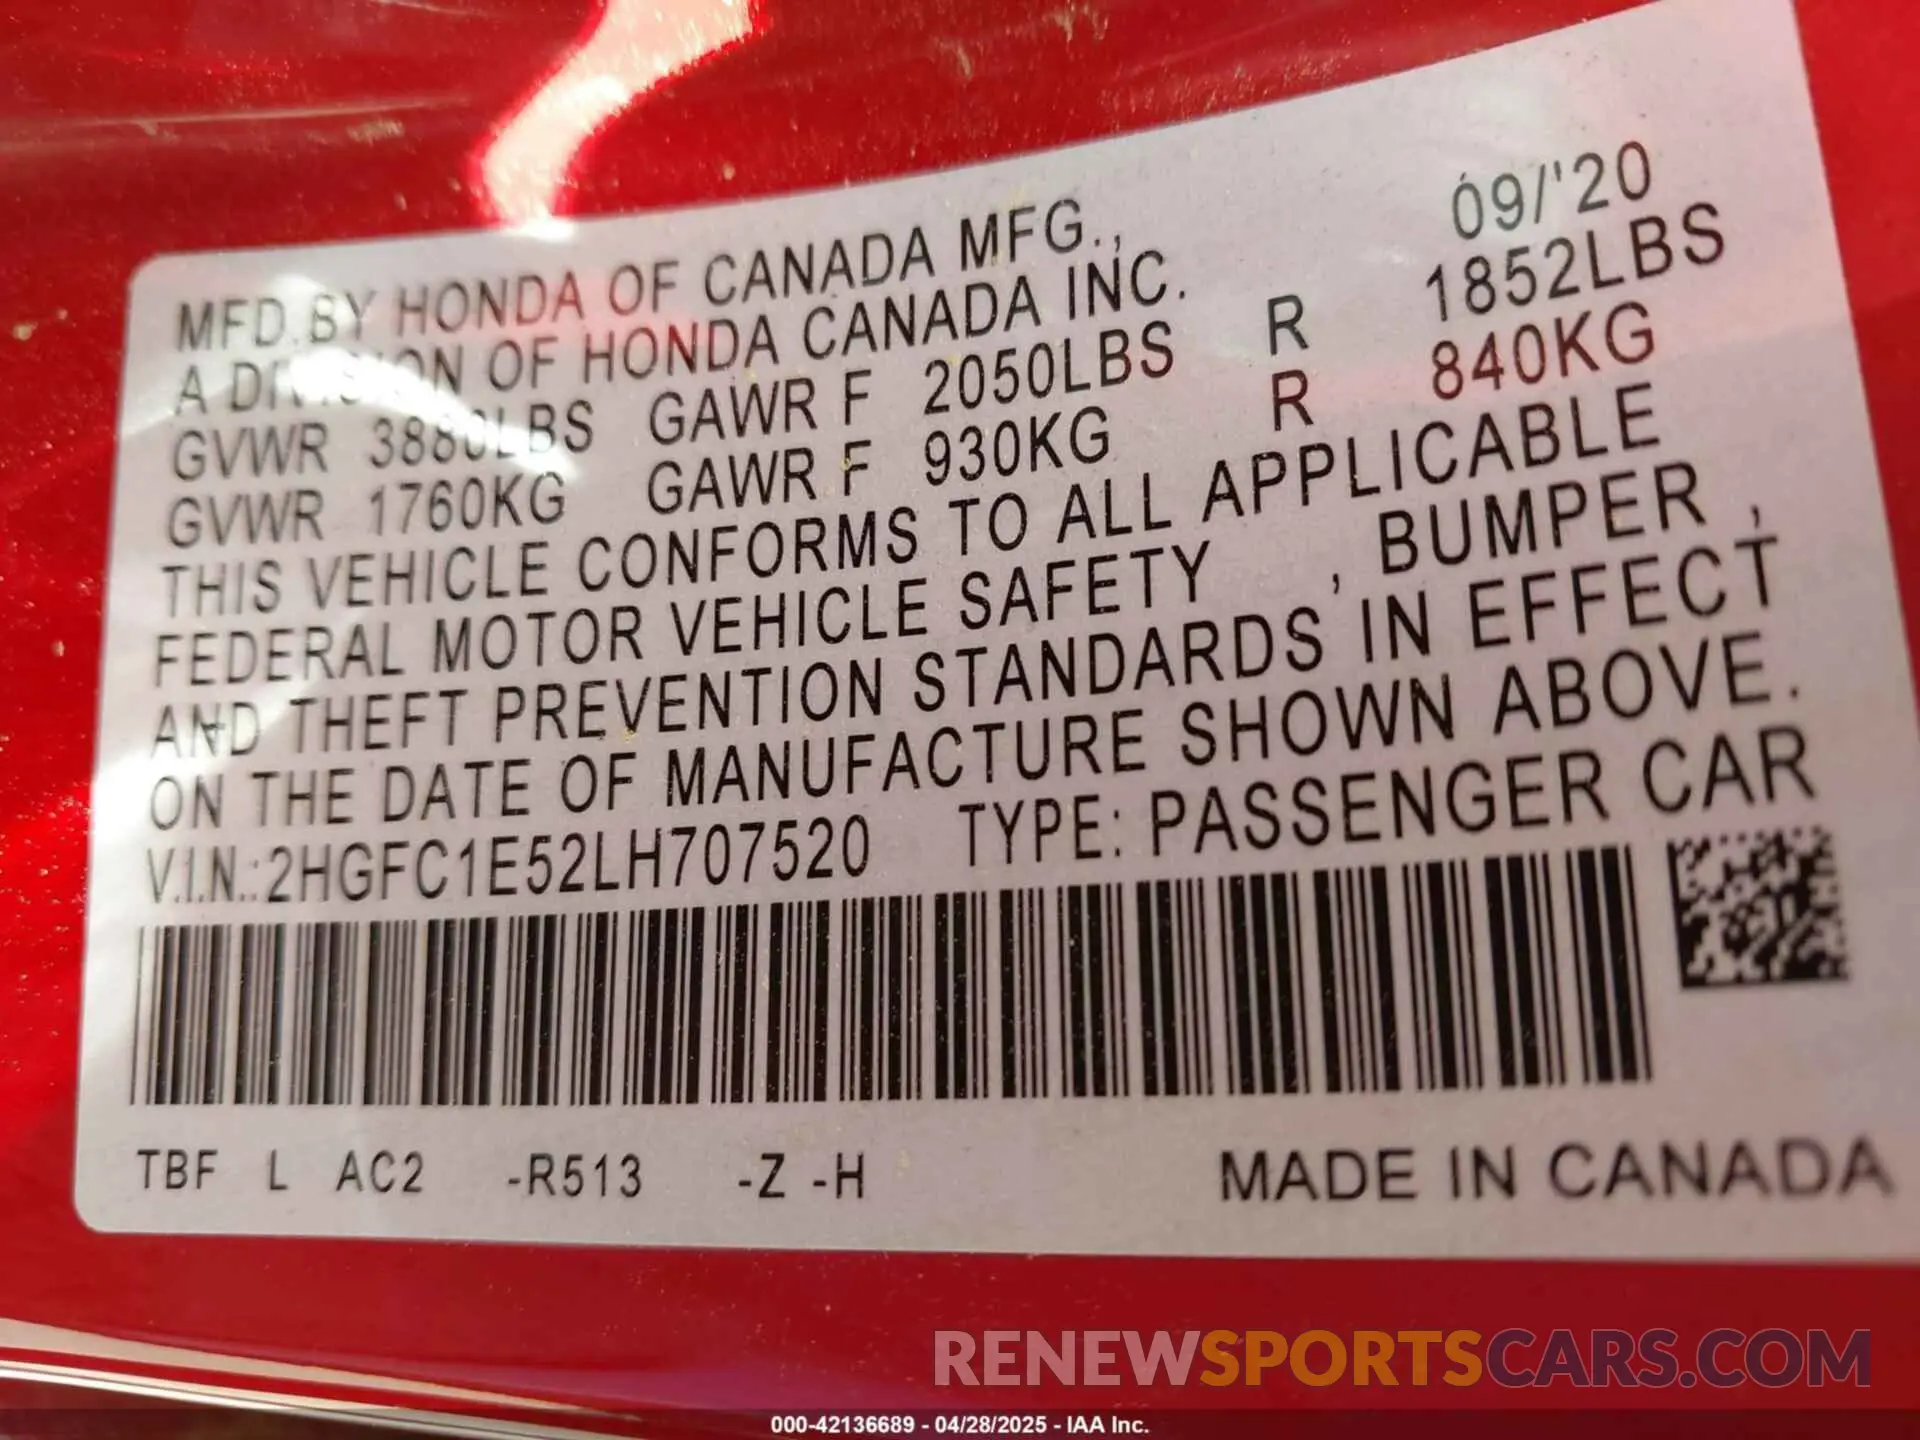 09/'20
MFD.BY HONDA OF CANADA MFG.,
A DIVISION OF HONDA CANADA INC.
GVWR 3880LBS GAWR F 2050LBS R 1852LBS
GVWR 1760KG GAWR F 930KG R 840KG
THIS VEHICLE CONFORMS TO ALL APPLICABLE
FEDERAL MOTOR VEHICLE SAFETY , BUMPER ,
AND THEFT PREVENTION STANDARDS IN EFFECT
ON THE DATE OF MANUFACTURE SHOWN ABOVE.
V.I.N.:2HGFC1E52LH707520 TYPE: PASSENGER CAR
TBF L AC2 -R513 -Z -H MADE IN CANADA
RENEWSPORTSCARS.COM
000-42136689 - 04/28/2025 - IAA Inc.